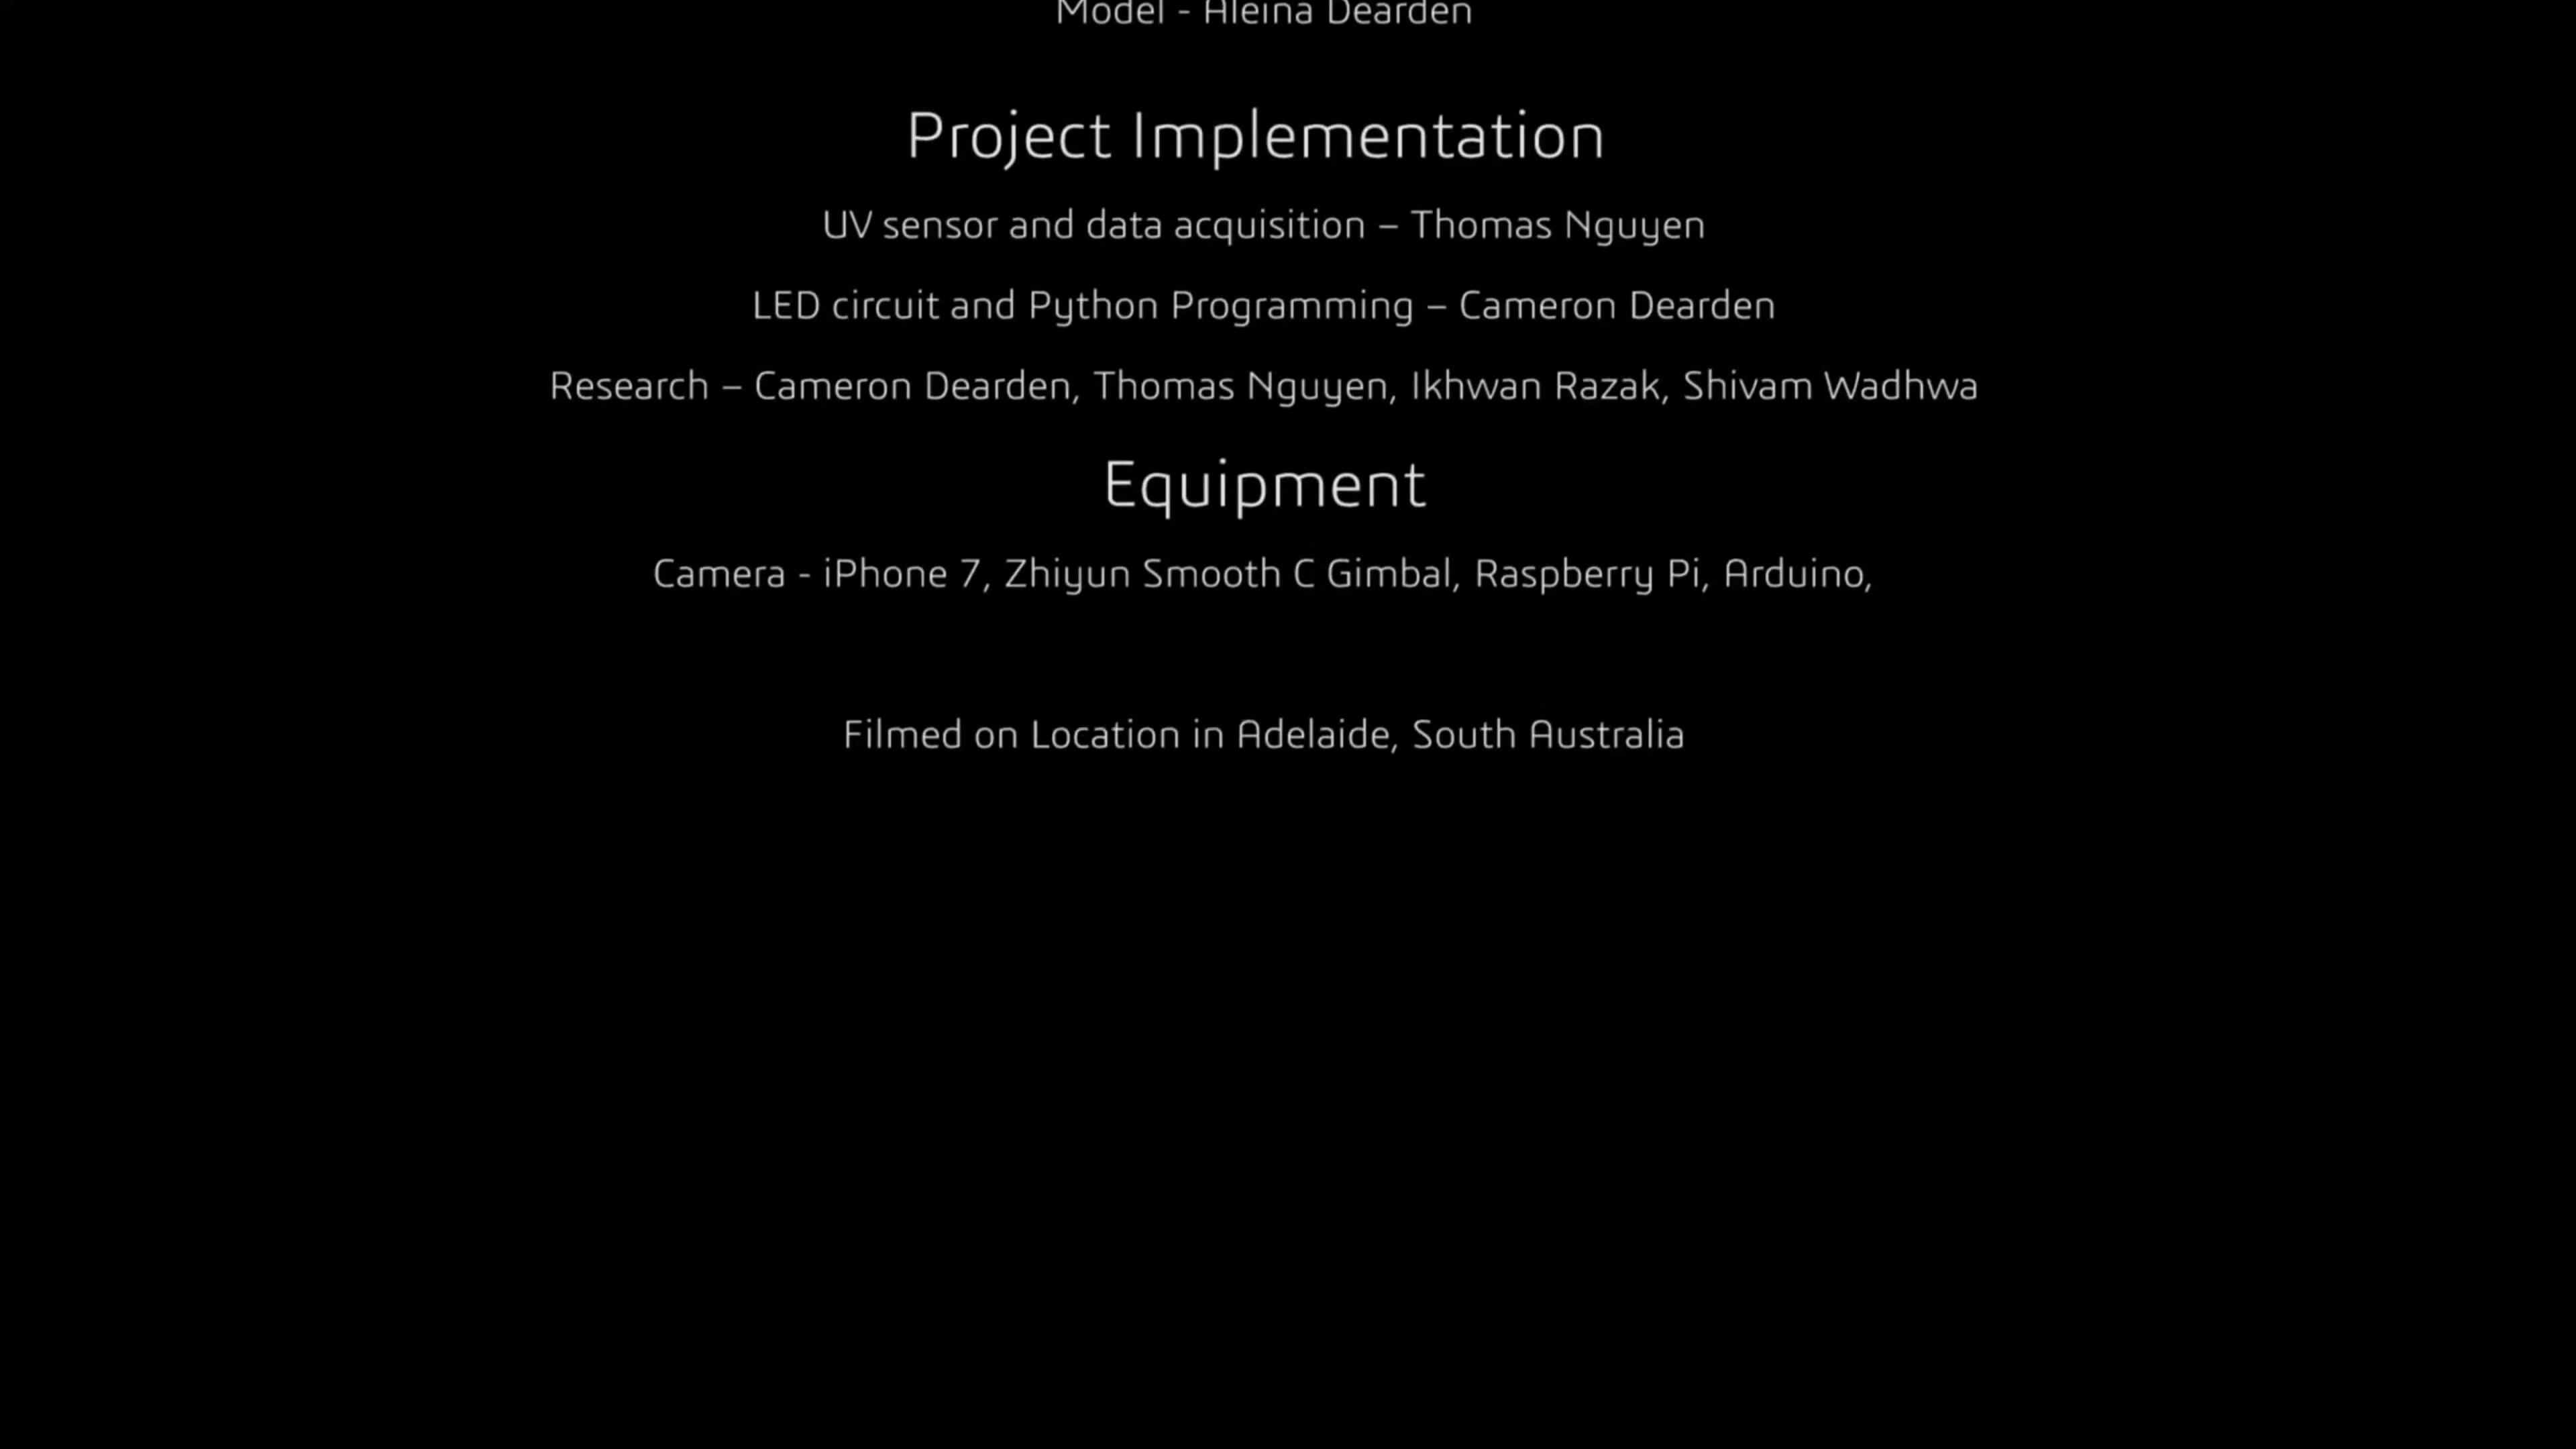 Model - Aleina Dearden
Project Implementation
UV sensor and data acquisition – Thomas Nguyen
LED circuit and Python Programming – Cameron Dearden
Research – Cameron Dearden, Thomas Nguyen, Ikhwan Razak, Shivam Wadhwa
Equipment
Camera - iPhone 7, Zhiyun Smooth C Gimbal, Raspberry Pi, Arduino,
Filmed on Location in Adelaide, South Australia